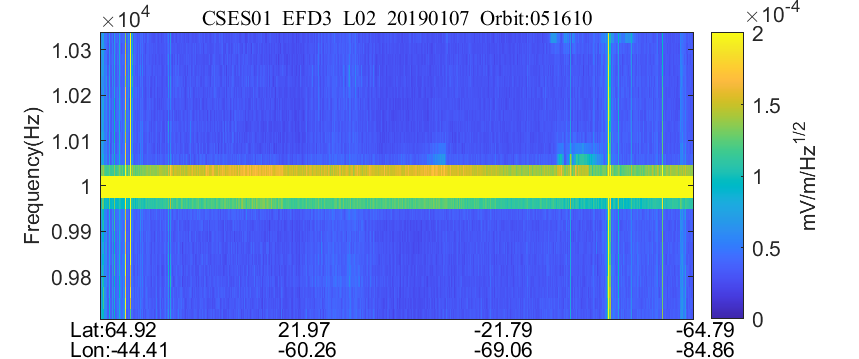 ×10⁴ CSES01 EFD3 L02 20190107 Orbit:051610 ×10⁻⁴
1.03
1.02
1.01
1
0.99
0.98
Frequency(Hz)
2
1.5
1
0.5
0
mV/m/Hz^1/2
Lat:64.92 21.97 -21.79 -64.79
Lon:-44.41 -60.26 -69.06 -84.86